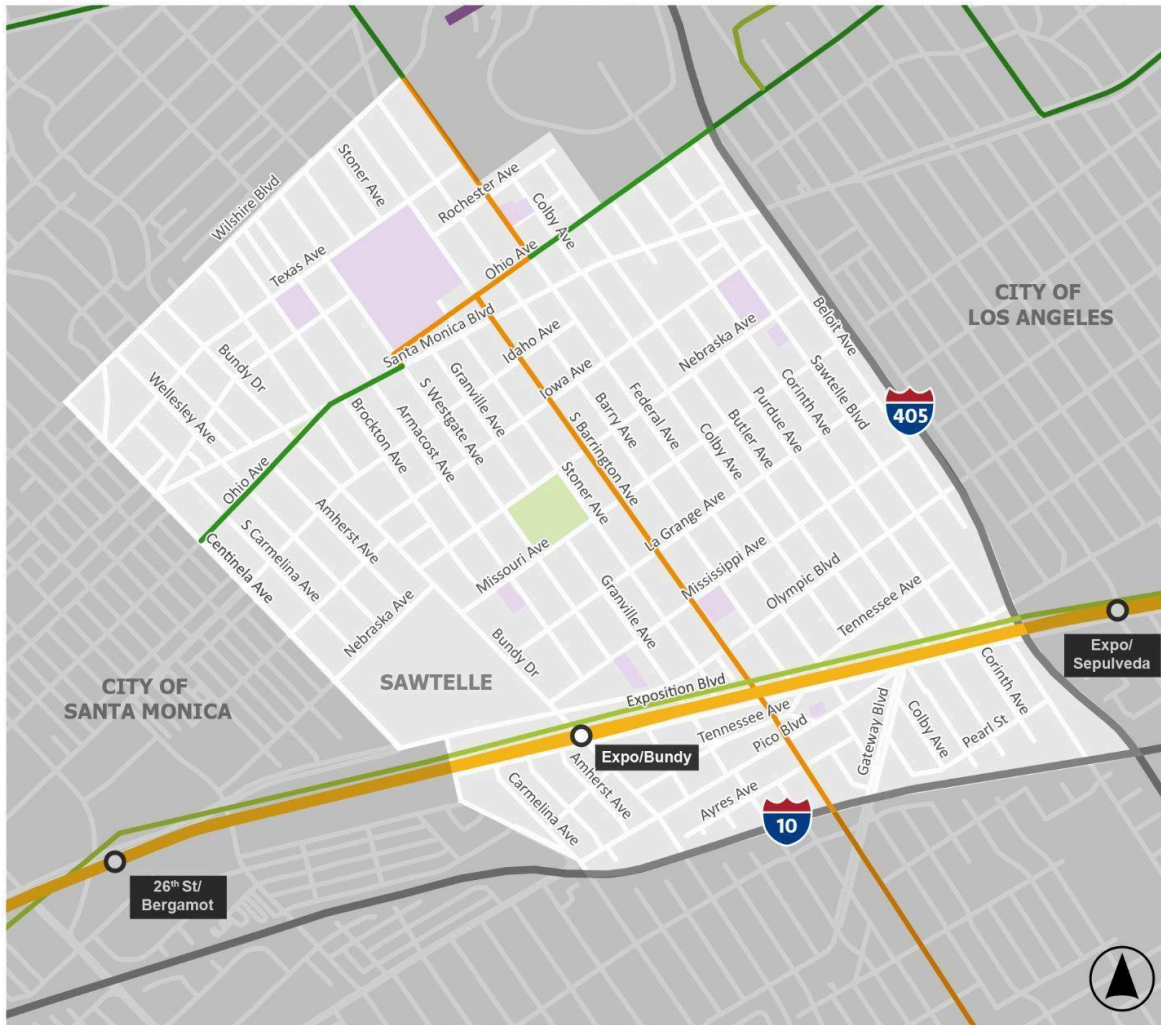 Stoner Ave
Rochester Ave
Wilshire Blvd
Colby Ave
Texas Ave
Ohio Ave
CITY OF
LOS ANGELES
Santa Monica Blvd
Idaho Ave
Beloit Ave
Nebraska Ave
Bundy Dr
Wellesley Ave
Granville Ave
S Westgate Ave
Iowa Ave
Sawtelle Blvd
Corinth Ave
405
Brockton Ave
Armacost Ave
Barry Ave
Federal Ave
Purdue Ave
Butler Ave
Colby Ave
S Barrington Ave
Ohio Ave
Stoner Ave
Amherst Ave
La Grange Ave
S Carmelina Ave
Centinela Ave
Missouri Ave
Mississippi Ave
Olympic Blvd
Tennessee Ave
Nebraska Ave
Granville Ave
Bundy Dr
Expo/
Sepulveda
CITY OF
SANTA MONICA
SAWTELLE
Exposition Blvd
Corinth Ave
Tennessee Ave
Pico Blvd
Gateway Blvd
Colby Ave
Pearl St
Expo/Bundy
Amherst Ave
Carmelina Ave
Ayres Ave
10
26th St/
Bergamot